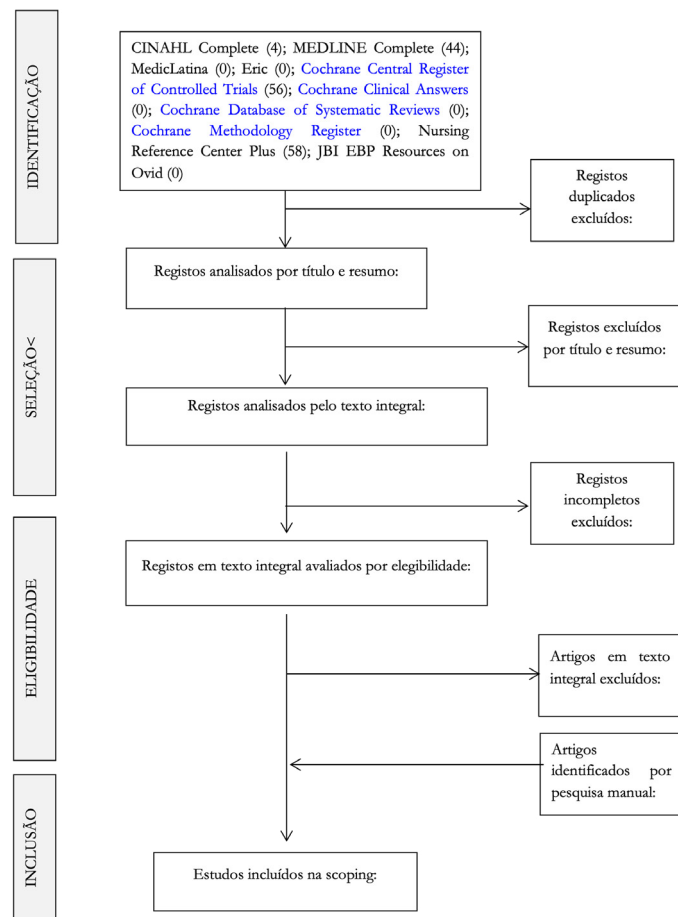 IDENTIFICAÇÃO
CINAHL Complete (4); MEDLINE Complete (44);
MedicLatina (0); Eric (0); Cochrane Central Register
of Controlled Trials (56); Cochrane Clinical Answers
(0); Cochrane Database of Systematic Reviews (0);
Cochrane Methodology Register (0); Nursing
Reference Center Plus (58); JBI EBP Resources on
Ovid (0)
Registos
duplicados
excluídos:
SELEÇÃO<
Registos analisados por título e resumo:
Registos excluídos
por título e resumo:
Registos analisados pelo texto integral:
Registos
incompletos
excluídos:
ELIGIBILIDADE
Registos em texto integral avaliados por elegibilidade:
Artigos em texto
integral excluídos:
Artigos
identificados por
pesquisa manual:
INCLUSÃO
Estudos incluídos na scoping: